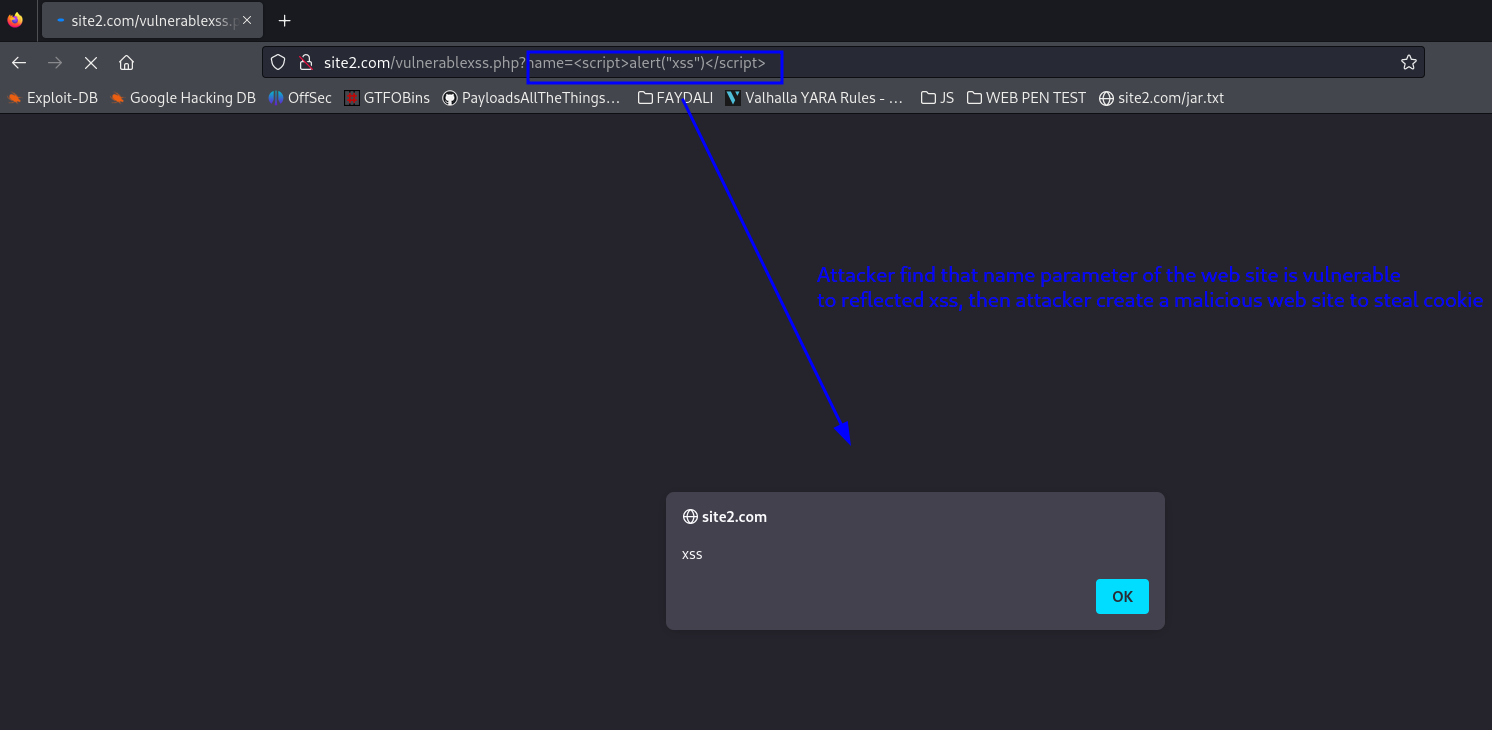 site2.com/vulnerablexss.p
site2.com/vulnerablexss.php?name=<script>alert("xss")</script>
Exploit-DB Google Hacking DB OffSec GTFOBins PayloadsAllTheThings… FAYDALI Valhalla YARA Rules - … JS WEB PEN TEST site2.com/jar.txt
Attacker find that name parameter of the web site is vulnerable
to reflected xss, then attacker create a malicious web site to steal cookie
site2.com
xss
OK